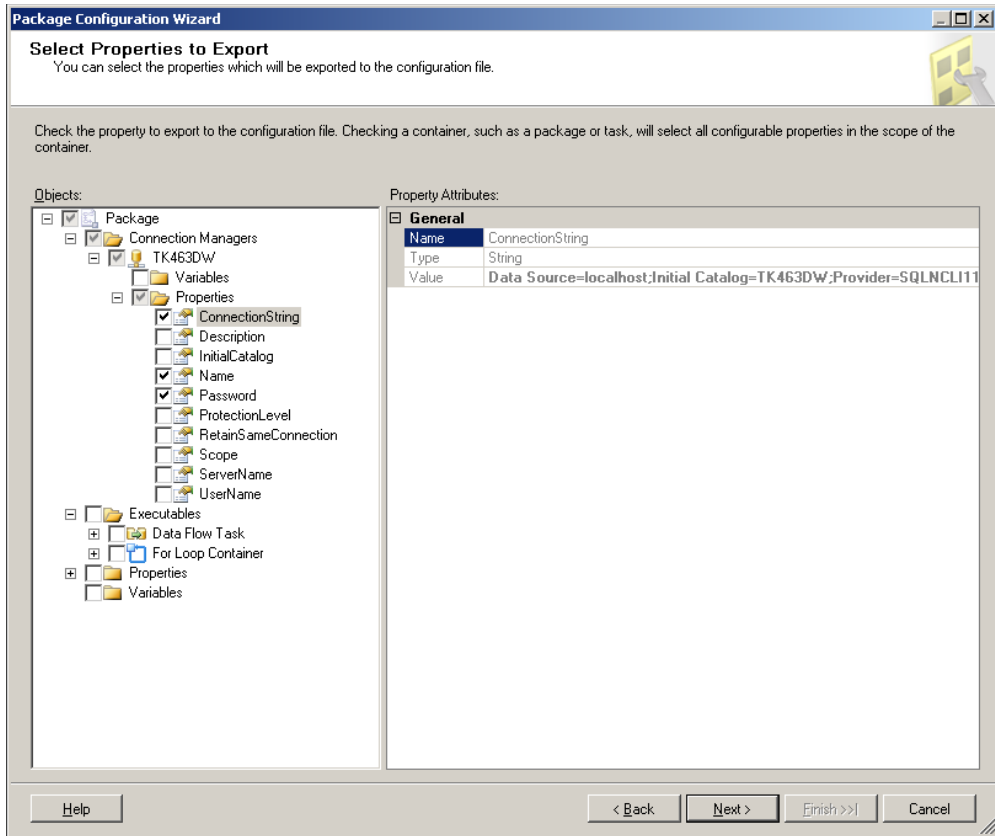 Package Configuration Wizard
Select Properties to Export
You can select the properties which will be exported to the configuration file.
Check the property to export to the configuration file. Checking a container, such as a package or task, will select all configurable properties in the scope of the
container.
Objects:
Package
Connection Managers
TK463DW
Variables
Properties
ConnectionString
Description
InitialCatalog
Name
Password
ProtectionLevel
RetainSameConnection
Scope
ServerName
UserName
Executables
Data Flow Task
For Loop Container
Properties
Variables
Property Attributes:
General
Name ConnectionString
Type String
Value Data Source=localhost;Initial Catalog=TK463DW;Provider=SQLNCLI11
Help < Back Next > Finish >>| Cancel